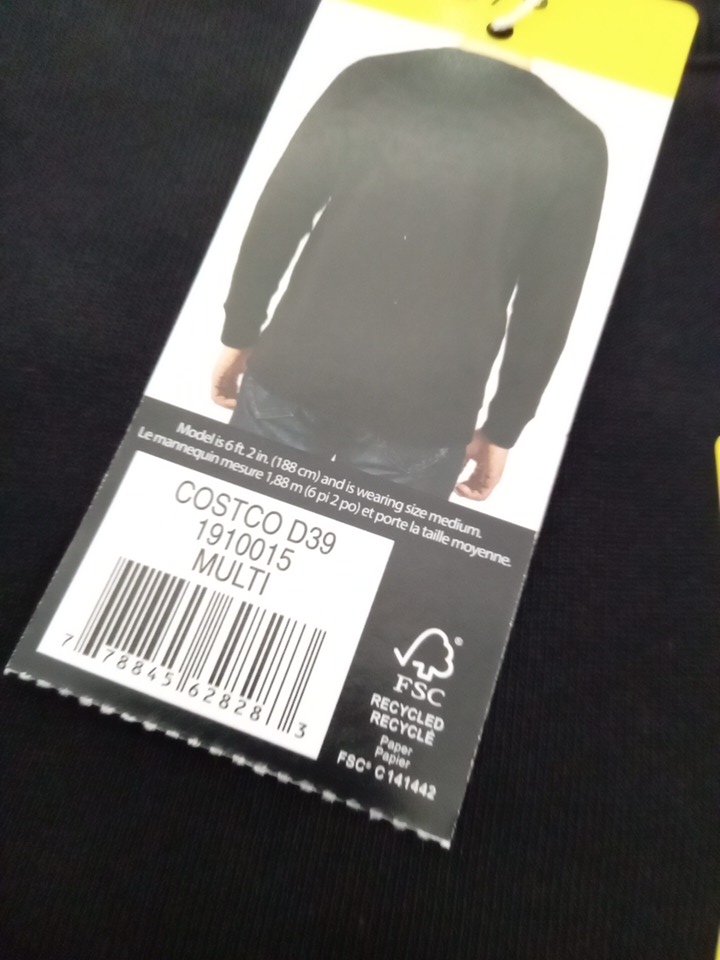 Model is 6 ft. 2 in. (188 cm) and is wearing size medium.
Le mannequin mesure 1,88 m (6 pi 2 po) et porte la taille moyenne.
COSTCO D39
1910015
MULTI
7 78845 62828 3
FSC®
RECYCLED
RECYCLÉ
Paper
Papier
FSC® C141442